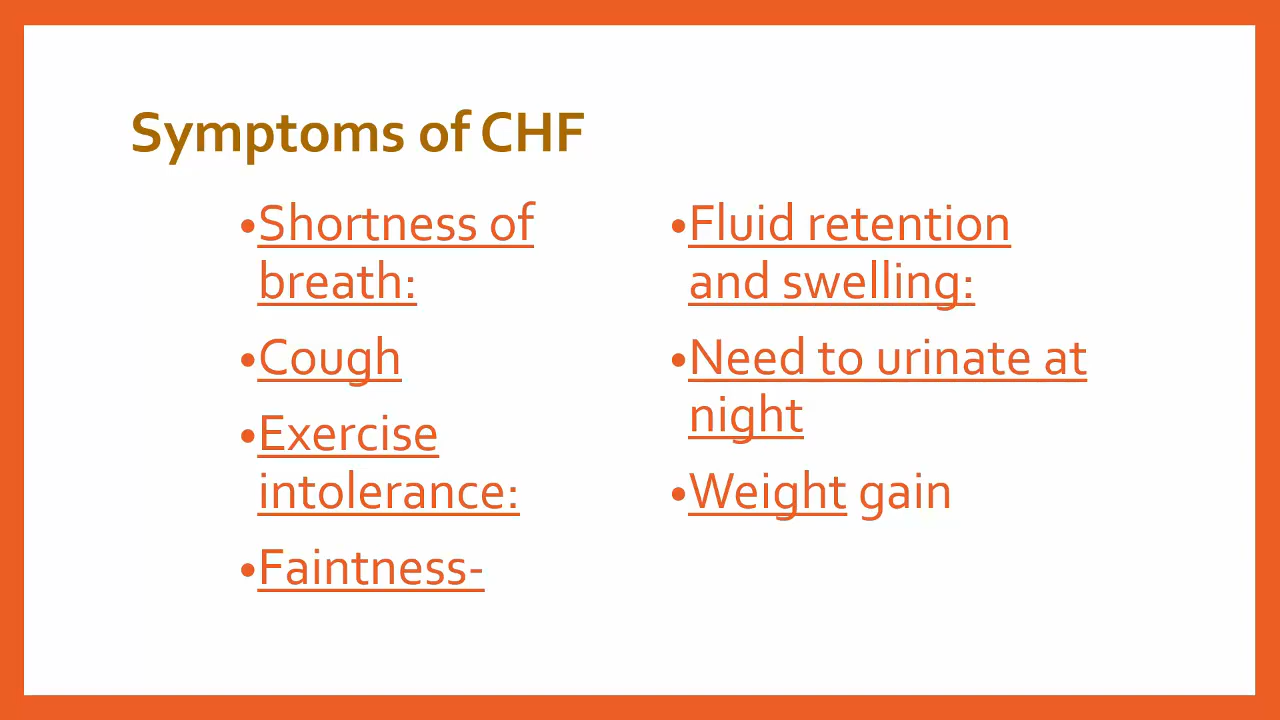 Symptoms of CHF
•Shortness of
breath:
•Cough
•Exercise
intolerance:
•Faintness-
•Fluid retention
and swelling:
•Need to urinate at
night
•Weight gain